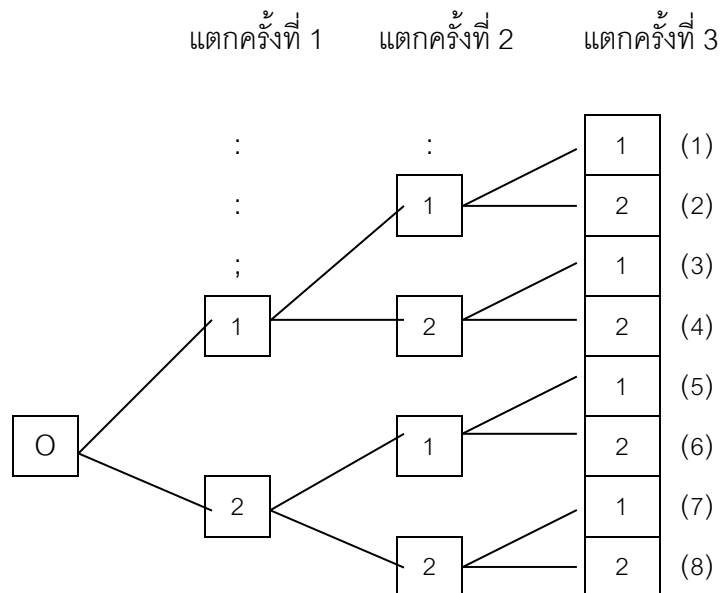 แตกครั้งที่ 1 แตกครั้งที่ 2 แตกครั้งที่ 3
: : 1 (1)
: 1 2 (2)
; 1 (3)
1 2 2 (4)
1 (5)
O 1 2 (6)
2 1 (7)
2 2 (8)